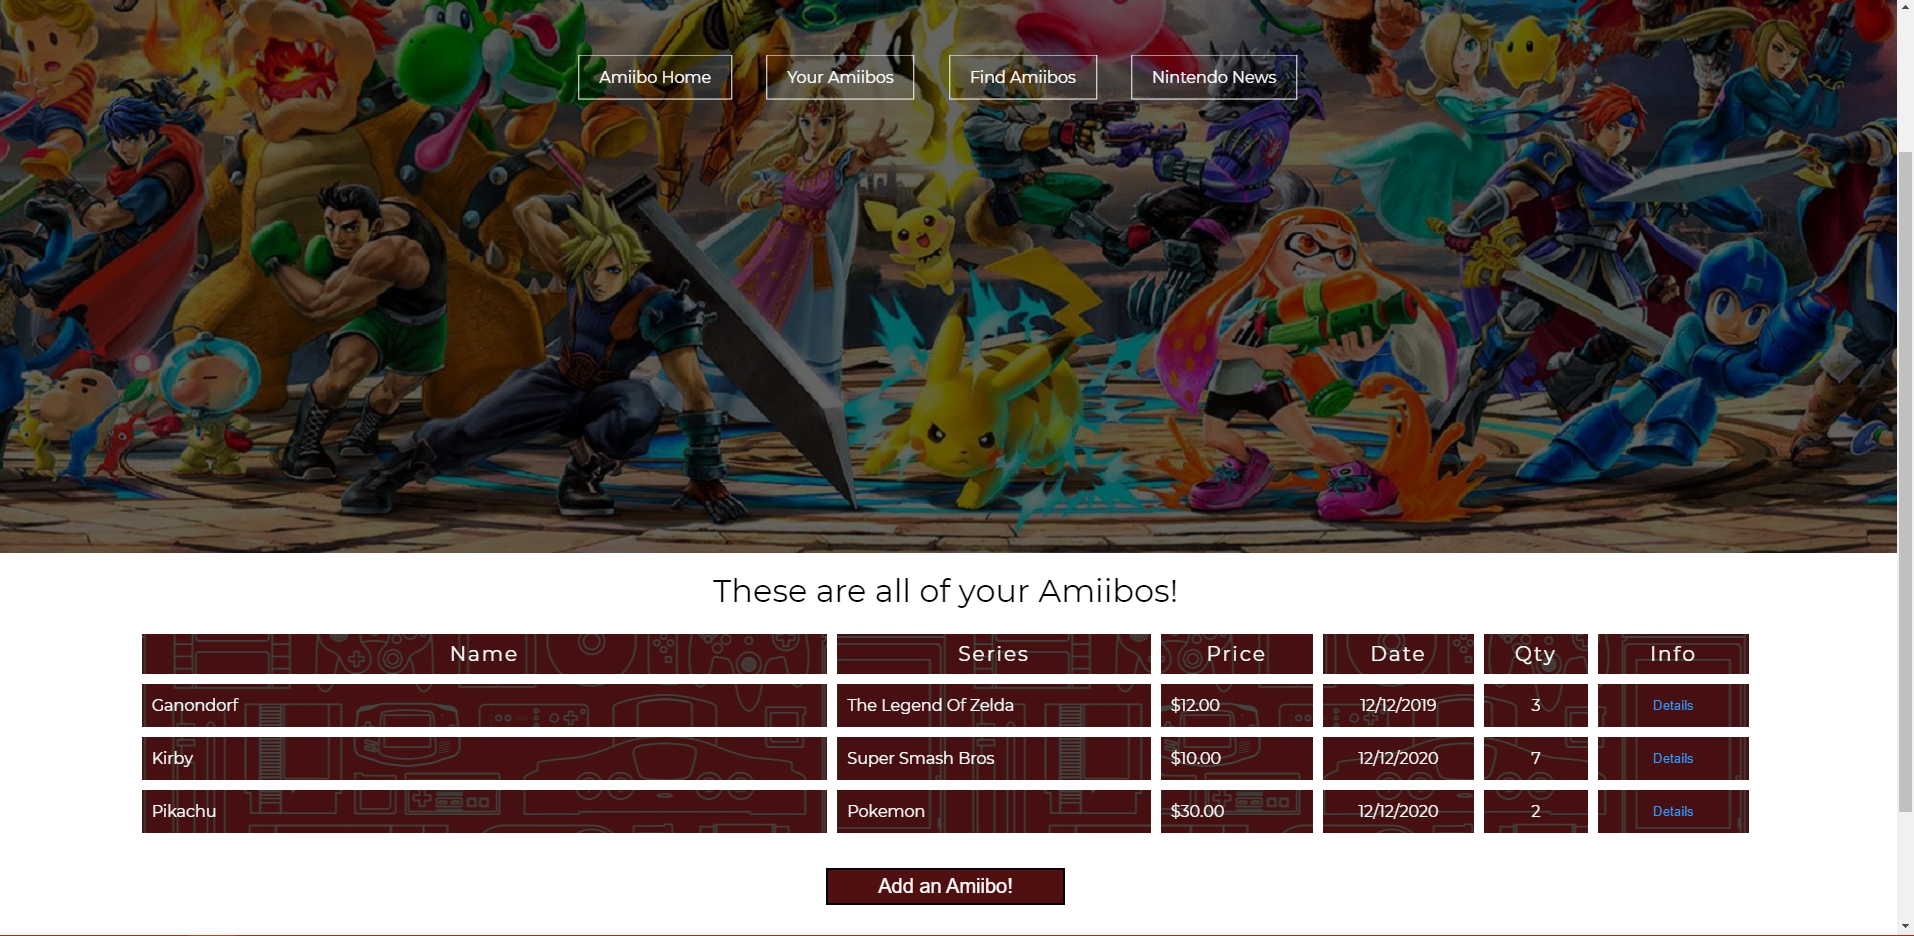 Amiibo Home Your Amiibos Find Amiibos Nintendo News
These are all of your Amiibos!
Name Series Price Date Qty Info
Ganondorf The Legend Of Zelda $12.00 12/12/2019 3 Details
Kirby Super Smash Bros $10.00 12/12/2020 7 Details
Pikachu Pokemon $30.00 12/12/2020 2 Details
Add an Amiibo!